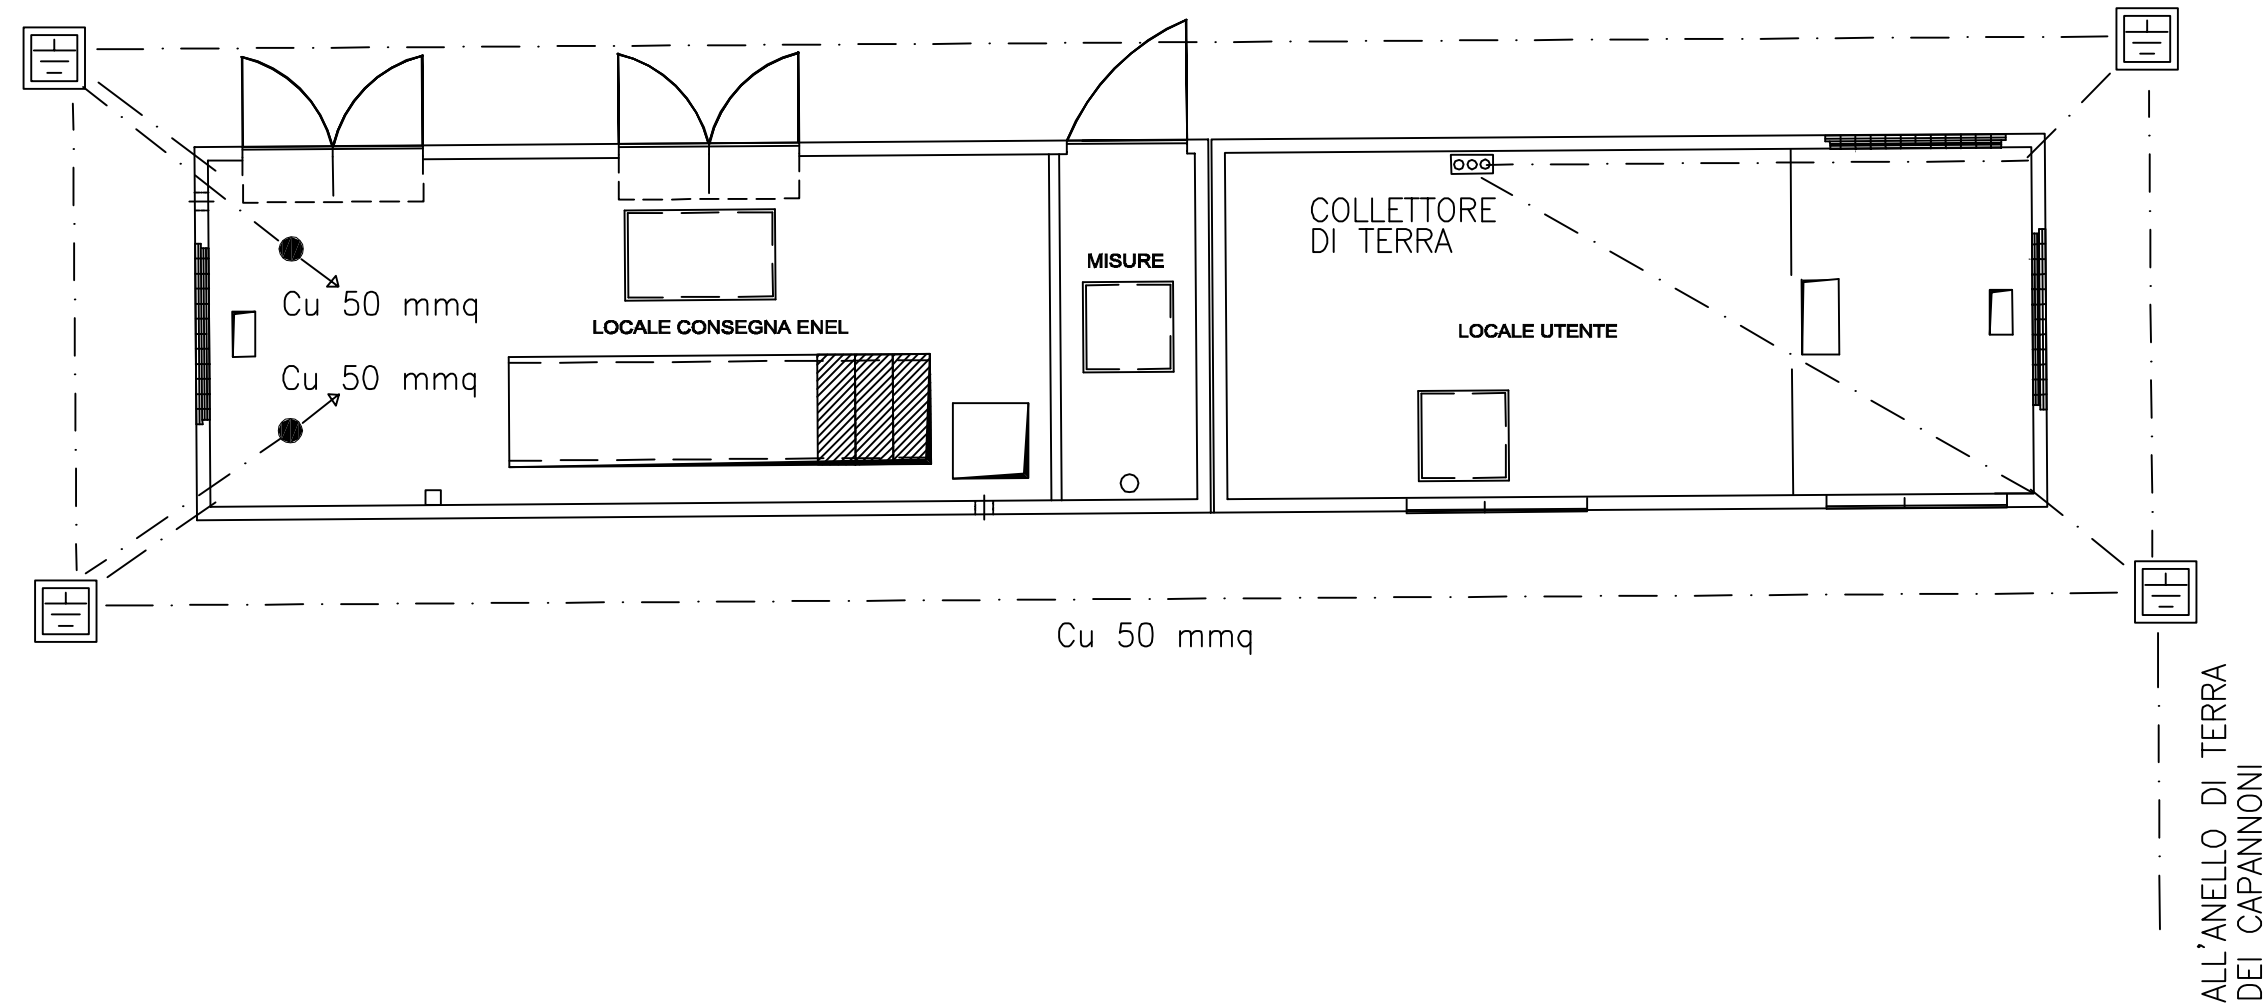 COLLETTORE
DI TERRA
MISURE
Cu 50 mmq
LOCALE CONSEGNA ENEL
LOCALE UTENTE
Cu 50 mmq
Cu 50 mmq
ALL'ANELLO DI TERRA
DEI CAPANNONI